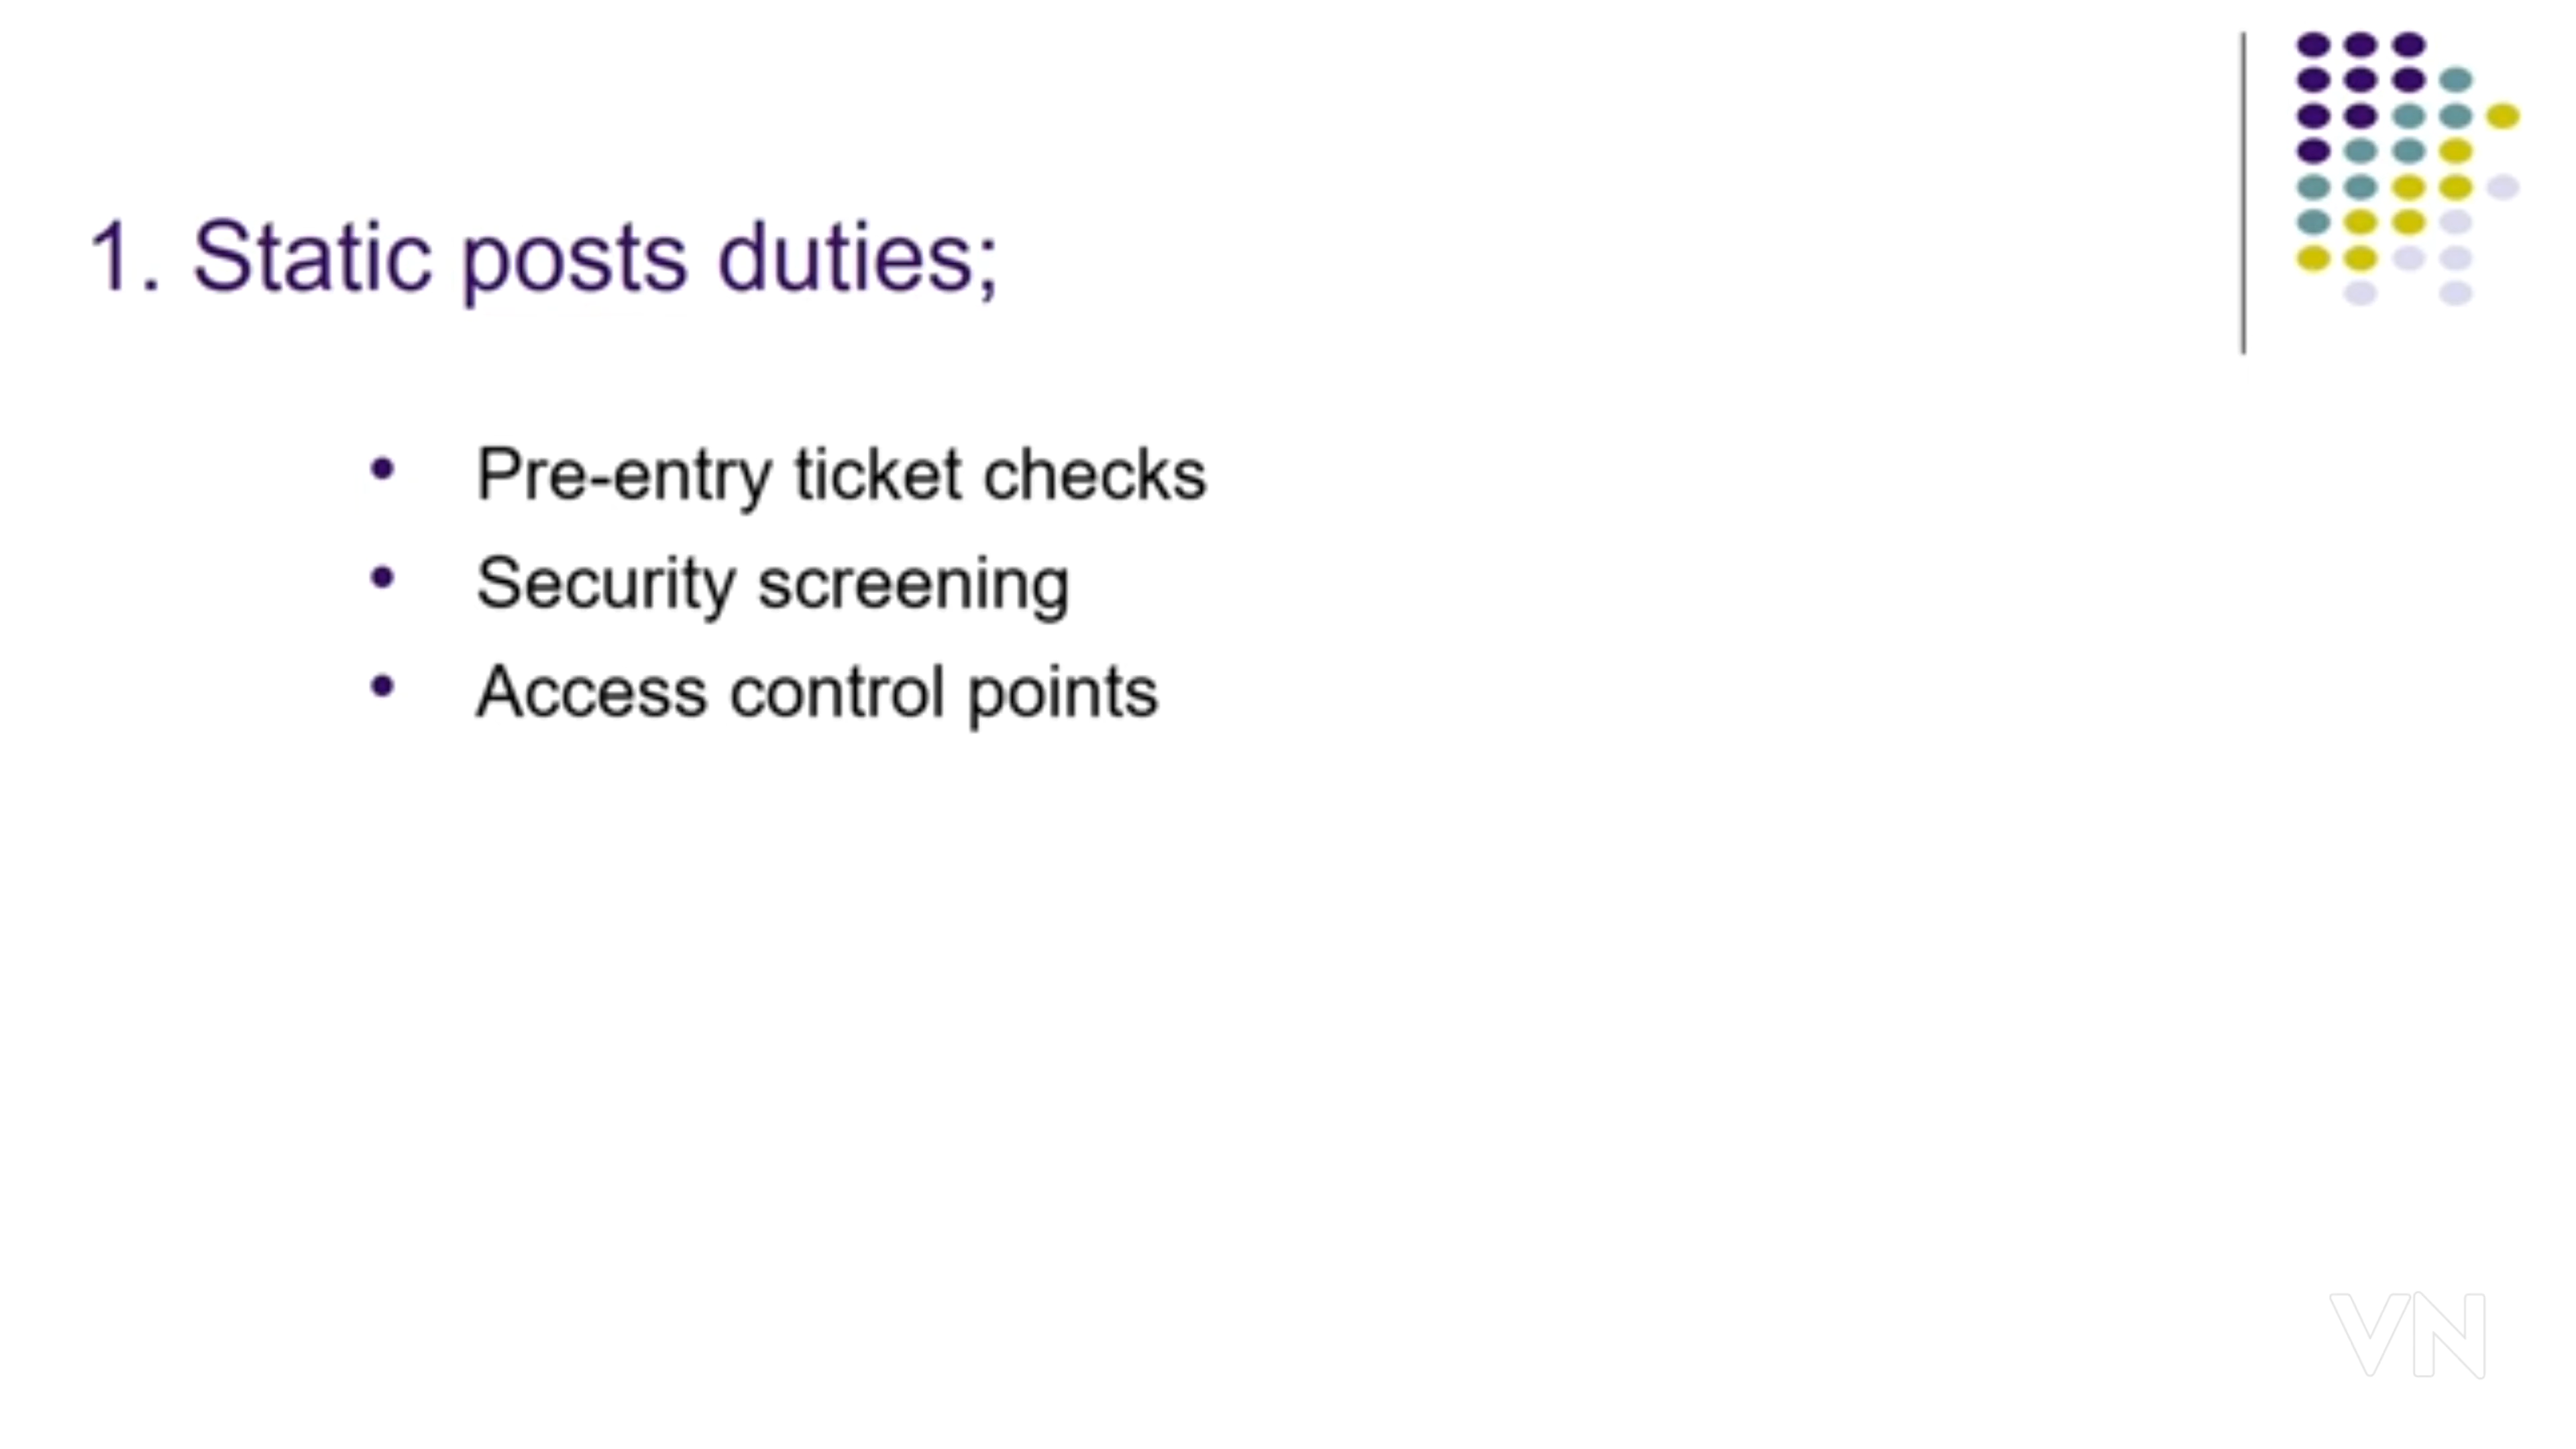 1. Static posts duties;
• Pre-entry ticket checks
• Security screening
• Access control points
VN